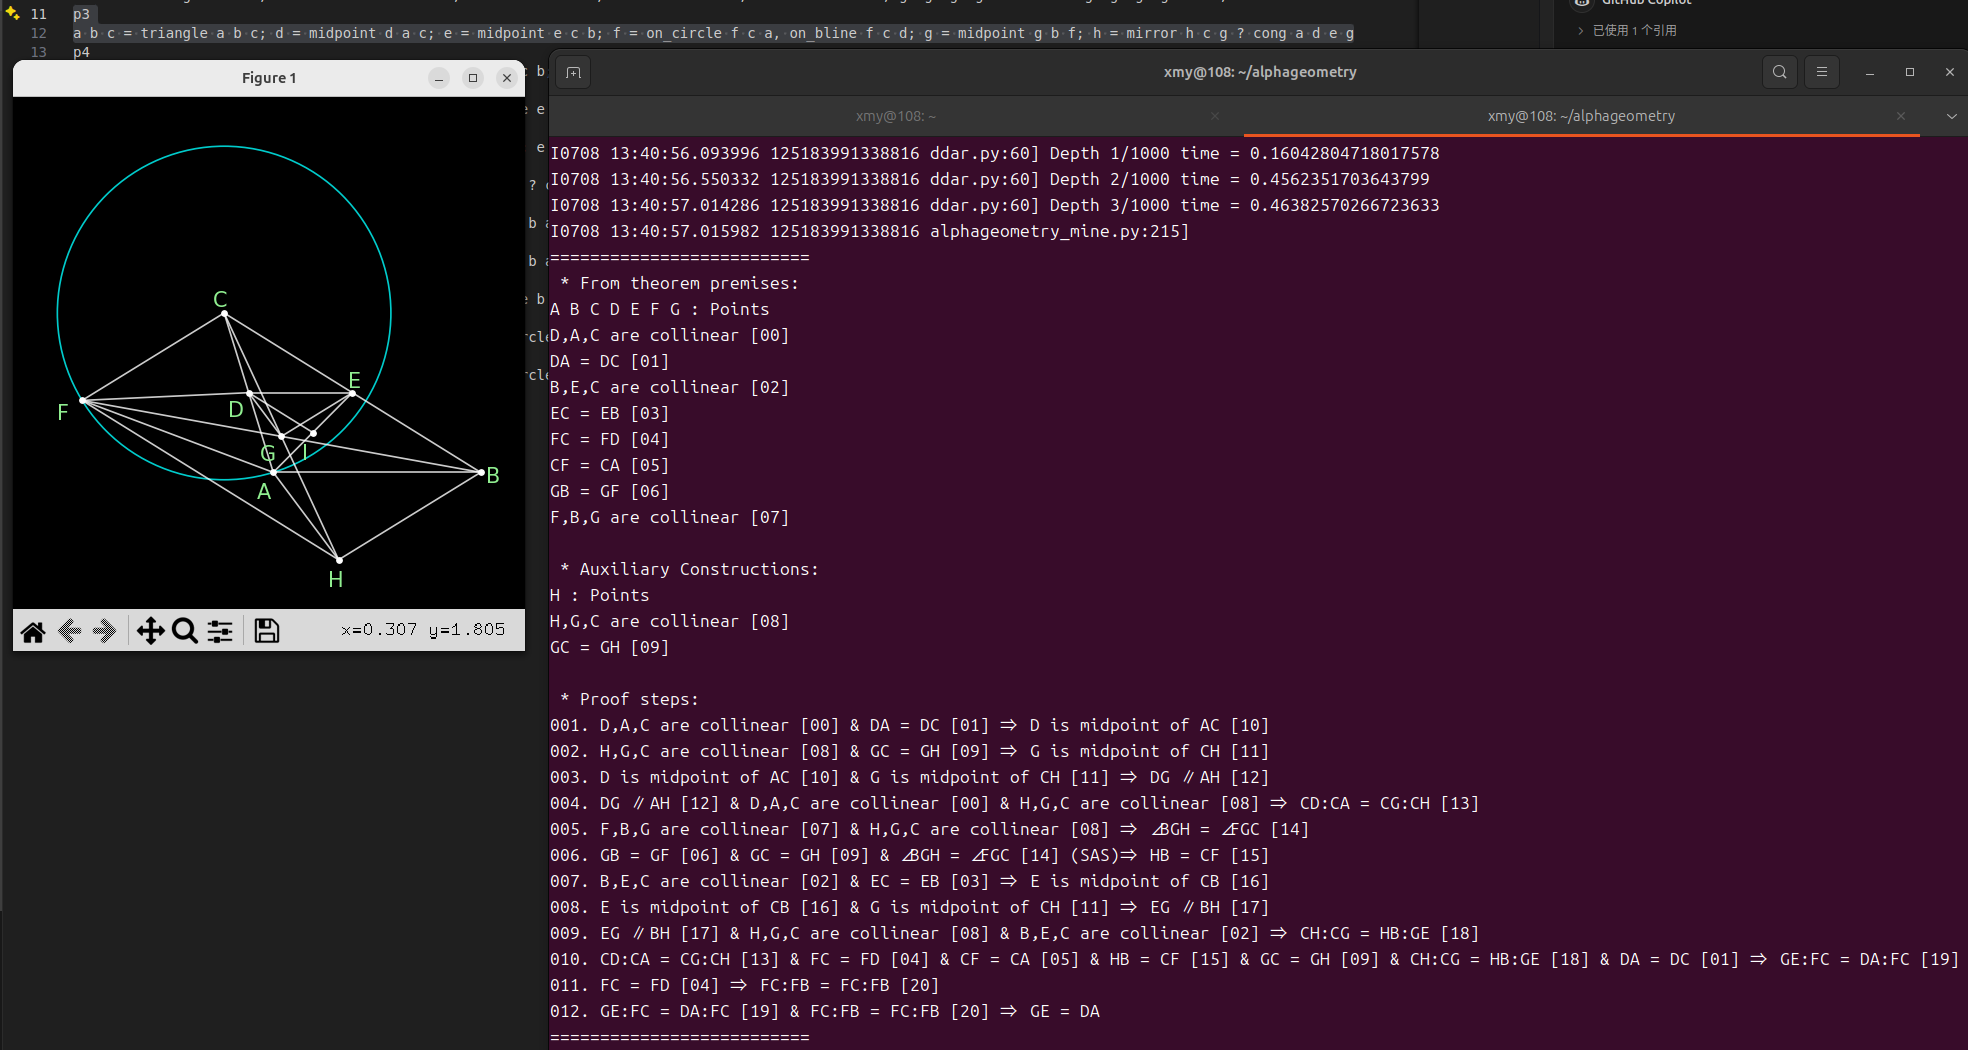 11 p3
12 a b c = triangle a b c; d = midpoint d a c; e = midpoint e c b; f = on_circle f c a, on_bline f c d; g = midpoint g b f; h = mirror h c g ? cong a d e g
13 p4
GitHub Copilot
已使用 1 个引用
Figure 1
C
E
F
D
G
I
B
A
H
x=0.307 y=1.805
xmy@108: ~/alphageometry
xmy@108: ~
xmy@108: ~/alphageometry
I0708 13:40:56.093996 125183991338816 ddar.py:60] Depth 1/1000 time = 0.16042804718017578
I0708 13:40:56.550332 125183991338816 ddar.py:60] Depth 2/1000 time = 0.4562351703643799
I0708 13:40:57.014286 125183991338816 ddar.py:60] Depth 3/1000 time = 0.46382570266723633
I0708 13:40:57.015982 125183991338816 alphageometry_mine.py:215]
==========================
* From theorem premises:
A B C D E F G : Points
D,A,C are collinear [00]
DA = DC [01]
B,E,C are collinear [02]
EC = EB [03]
FC = FD [04]
CF = CA [05]
GB = GF [06]
F,B,G are collinear [07]
* Auxiliary Constructions:
H : Points
H,G,C are collinear [08]
GC = GH [09]
* Proof steps:
001. D,A,C are collinear [00] & DA = DC [01] ⇒ D is midpoint of AC [10]
002. H,G,C are collinear [08] & GC = GH [09] ⇒ G is midpoint of CH [11]
003. D is midpoint of AC [10] & G is midpoint of CH [11] ⇒ DG ∥ AH [12]
004. DG ∥ AH [12] & D,A,C are collinear [00] & H,G,C are collinear [08] ⇒ CD:CA = CG:CH [13]
005. F,B,G are collinear [07] & H,G,C are collinear [08] ⇒ ∠BGH = ∠FGC [14]
006. GB = GF [06] & GC = GH [09] & ∠BGH = ∠FGC [14] (SAS)⇒ HB = CF [15]
007. B,E,C are collinear [02] & EC = EB [03] ⇒ E is midpoint of CB [16]
008. E is midpoint of CB [16] & G is midpoint of CH [11] ⇒ EG ∥ BH [17]
009. EG ∥ BH [17] & H,G,C are collinear [08] & B,E,C are collinear [02] ⇒ CH:CG = HB:GE [18]
010. CD:CA = CG:CH [13] & FC = FD [04] & CF = CA [05] & HB = CF [15] & GC = GH [09] & CH:CG = HB:GE [18] & DA = DC [01] ⇒ GE:FC = DA:FC [19]
011. FC = FD [04] ⇒ FC:FB = FC:FB [20]
012. GE:FC = DA:FC [19] & FC:FB = FC:FB [20] ⇒ GE = DA
==========================